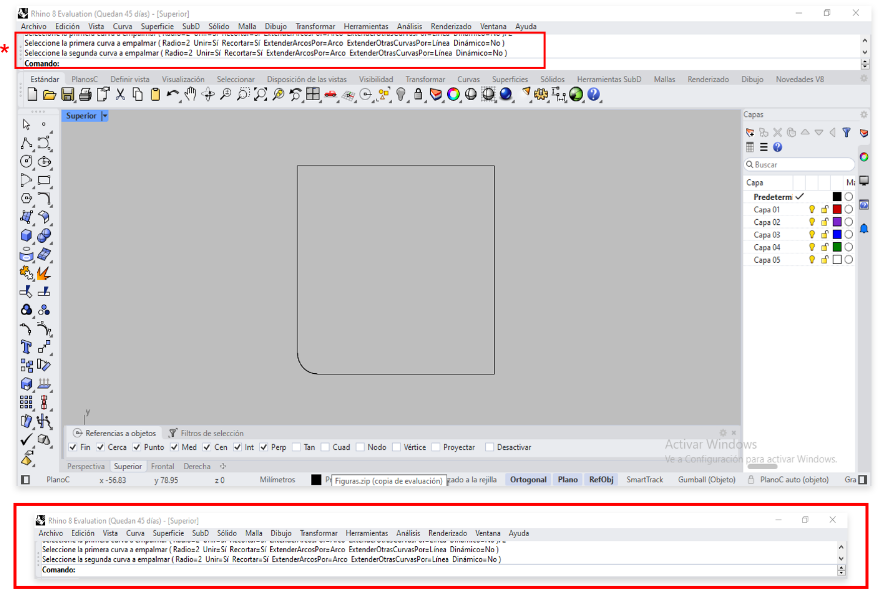 Rhino 8 Evaluation (Quedan 45 días) - [Superior]
Archivo Edición Vista Curva Superficie SubD Sólido Malla Dibujo Transformar Herramientas Análisis Renderizado Ventana Ayuda
Seleccione la primera curva a empalmar ( Radio=2 Unir=Sí Recortar=Sí ExtenderArcosPor=Arco ExtenderOtrasCurvasPor=Línea Dinámico=No )
*
Seleccione la segunda curva a empalmar ( Radio=2 Unir=Sí Recortar=Sí ExtenderArcosPor=Arco ExtenderOtrasCurvasPor=Línea Dinámico=No )
Comando:
Estándar PlanosC Definir vista Visualización Seleccionar Disposición de las vistas Visibilidad Transformar Curvas Superficies Sólidos Herramientas SubD Mallas Renderizado Dibujo Novedades V8
Superior
Capas
Buscar
Capa
Predetermi
Capa 01
Capa 02
Capa 03
Capa 04
Capa 05
y
Referencias a objetos Filtros de selección
Fin Cerca Punto Med Cen Int Perp Tan Cuad Nodo Vértice Proyectar Desactivar
Activar Windows
Ve a Configuración para activar Windows.
Perspectiva Superior Frontal Derecha
PlanoC x -56.83 y 78.95 z 0 Milímetros Figuras.zip (copia de evaluación) a la rejilla Ortogonal Plano RefObj SmartTrack Gumball (Objeto) PlanoC auto (objeto) Gra
Rhino 8 Evaluation (Quedan 45 días) - [Superior]
Archivo Edición Vista Curva Superficie SubD Sólido Malla Dibujo Transformar Herramientas Análisis Renderizado Ventana Ayuda
Seleccione la primera curva a empalmar ( Radio=2 Unir=Sí Recortar=Sí ExtenderArcosPor=Arco ExtenderOtrasCurvasPor=Línea Dinámico=No )
Seleccione la segunda curva a empalmar ( Radio=2 Unir=Sí Recortar=Sí ExtenderArcosPor=Arco ExtenderOtrasCurvasPor=Línea Dinámico=No )
Comando: